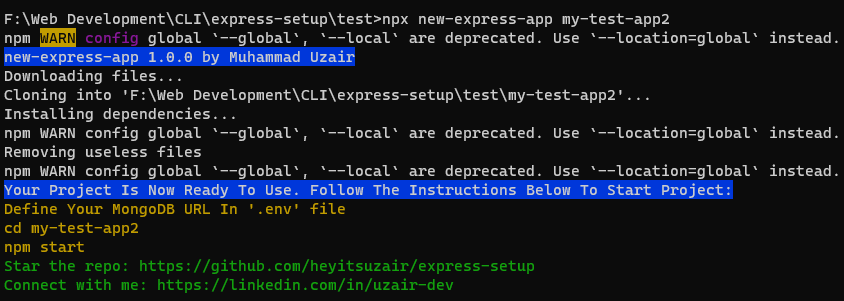 F:\Web Development\CLI\express-setup\test>npx new-express-app my-test-app2
npm WARN config global `--global`, `--local` are deprecated. Use `--location=global` instead.
new-express-app 1.0.0 by Muhammad Uzair
Downloading files...
Cloning into 'F:\Web Development\CLI\express-setup\test\my-test-app2'...
Installing dependencies...
npm WARN config global `--global`, `--local` are deprecated. Use `--location=global` instead.
Removing useless files
npm WARN config global `--global`, `--local` are deprecated. Use `--location=global` instead.
Your Project Is Now Ready To Use. Follow The Instructions Below To Start Project:
Define Your MongoDB URL In '.env' file
cd my-test-app2
npm start
Star the repo: https://github.com/heyitsuzair/express-setup
Connect with me: https://linkedin.com/in/uzair-dev